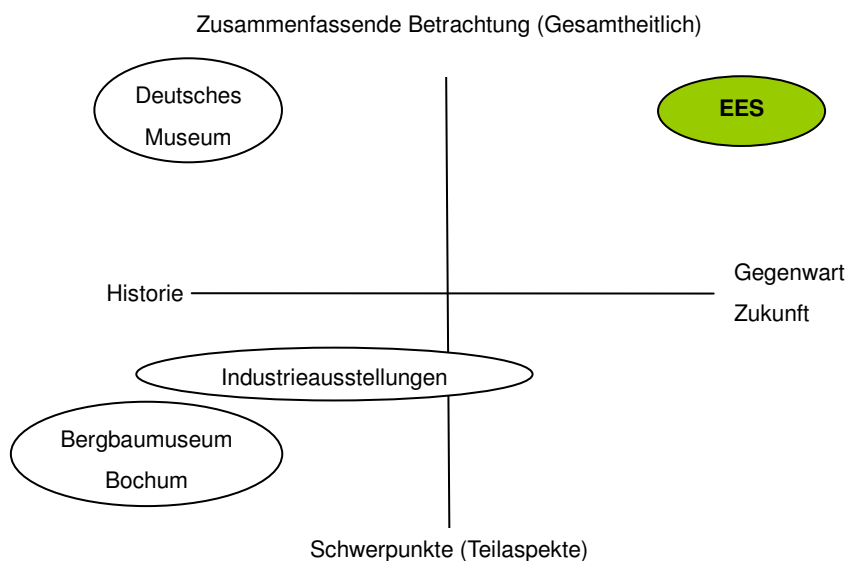 Zusammenfassende Betrachtung (Gesamtheitlich)
Deutsches
Museum
EES
Historie
Gegenwart
Zukunft
Industrieausstellungen
Bergbaumuseum
Bochum
Schwerpunkte (Teilaspekte)